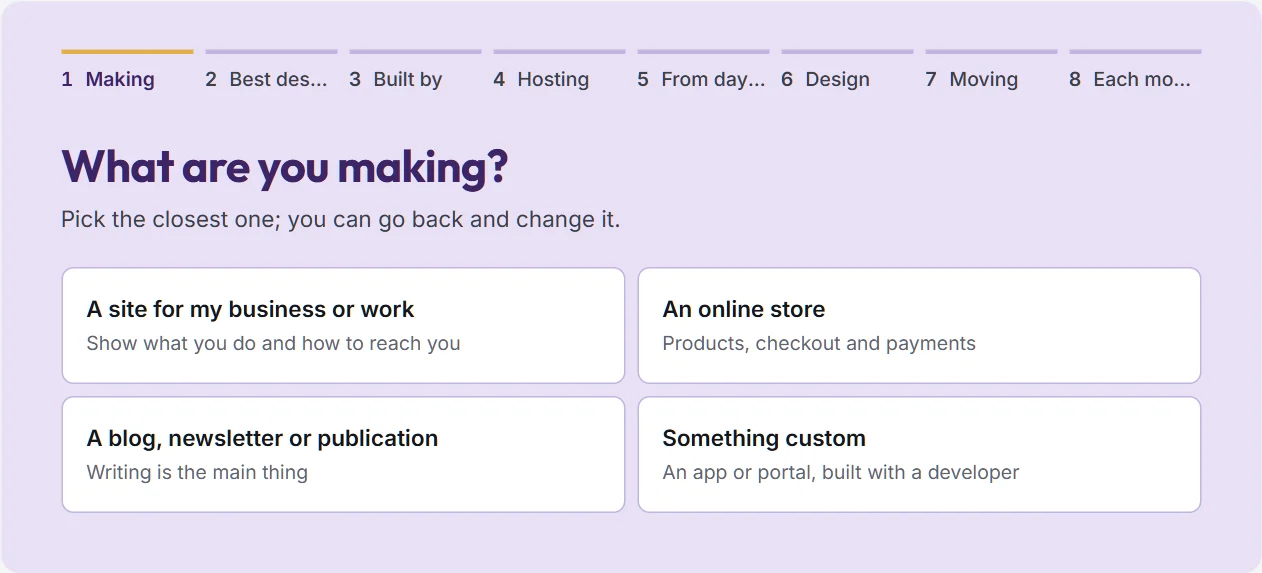 1 Making 2 Best des... 3 Built by 4 Hosting 5 From day... 6 Design 7 Moving 8 Each mo...
What are you making?
Pick the closest one; you can go back and change it.
A site for my business or work
Show what you do and how to reach you
An online store
Products, checkout and payments
A blog, newsletter or publication
Writing is the main thing
Something custom
An app or portal, built with a developer